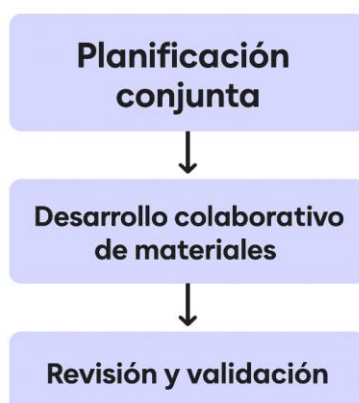 Planificación
conjunta
Desarrollo colaborativo
de materiales
Revisión y validación